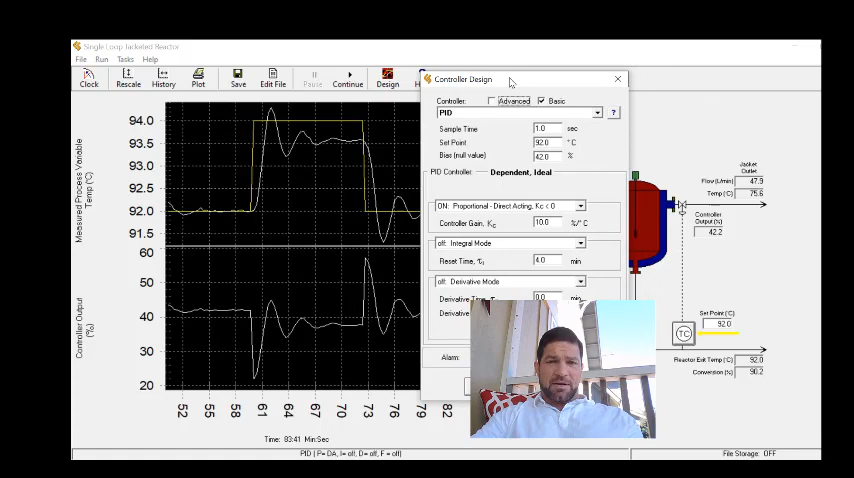 Single Loop Jacketed Reactor
File Run Tasks Help
Clock Rescale History Plot Save Edit File Pause Continue Design
Controller Design
Controller: Advanced Basic
PID ?
Sample Time 1.0 sec
Set Point 92.0 ° C
Bias (null value) 42.0 %
PID Controller: Dependent, Ideal
ON: Proportional - Direct Acting, Kc < 0
Controller Gain, Kc 10.0 %/° C
off: Integral Mode
Reset Time, τI 4.0 min
off: Derivative Mode
Derivative Time, 0.0 min
Derivative
Alarm:
Measured Process Variable
Temp (°C)
94.0
93.5
93.0
92.5
92.0
91.5
Controller Output
(%)
60
50
40
30
20
52 55 58 61 64 67 70 73 76 79 82
Time: 83:41 Min:Sec
Jacket
Outlet
Flow (L/min) 47.9
Temp (°C) 75.6
Controller
Output (%)
42.2
Set Point (°C)
92.0
TC
Reactor Exit Temp (°C) 92.0
Conversion (%) 90.2
PID ( P= DA, I= off, D= off, F = off)
File Storage: OFF